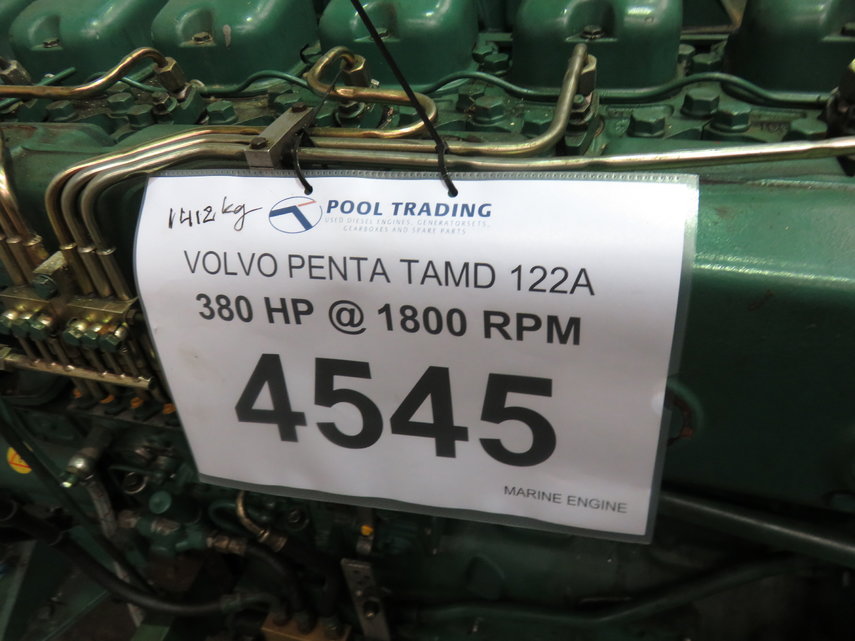 1412 kg
POOL TRADING
USED DIESEL ENGINES, GENERATORSETS,
GEARBOXES AND SPARE PARTS
VOLVO PENTA TAMD 122A
380 HP @ 1800 RPM
4545
MARINE ENGINE